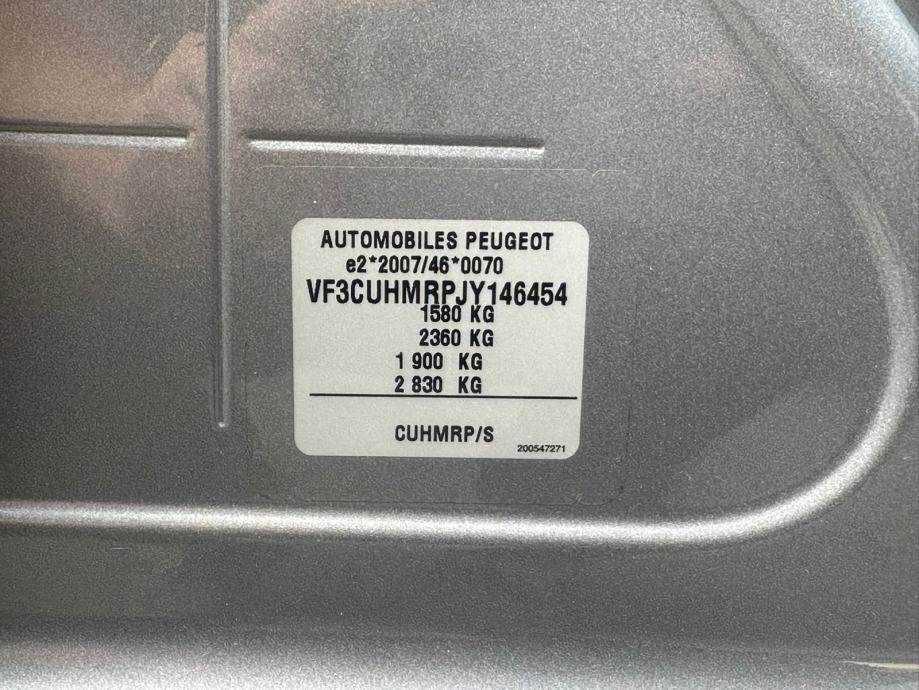 AUTOMOBILES PEUGEOT
e2*2007/46*0070
VF3CUHMRPJY146454
1580 KG
2360 KG
1 900 KG
2 830 KG
CUHMRP/S
200547271